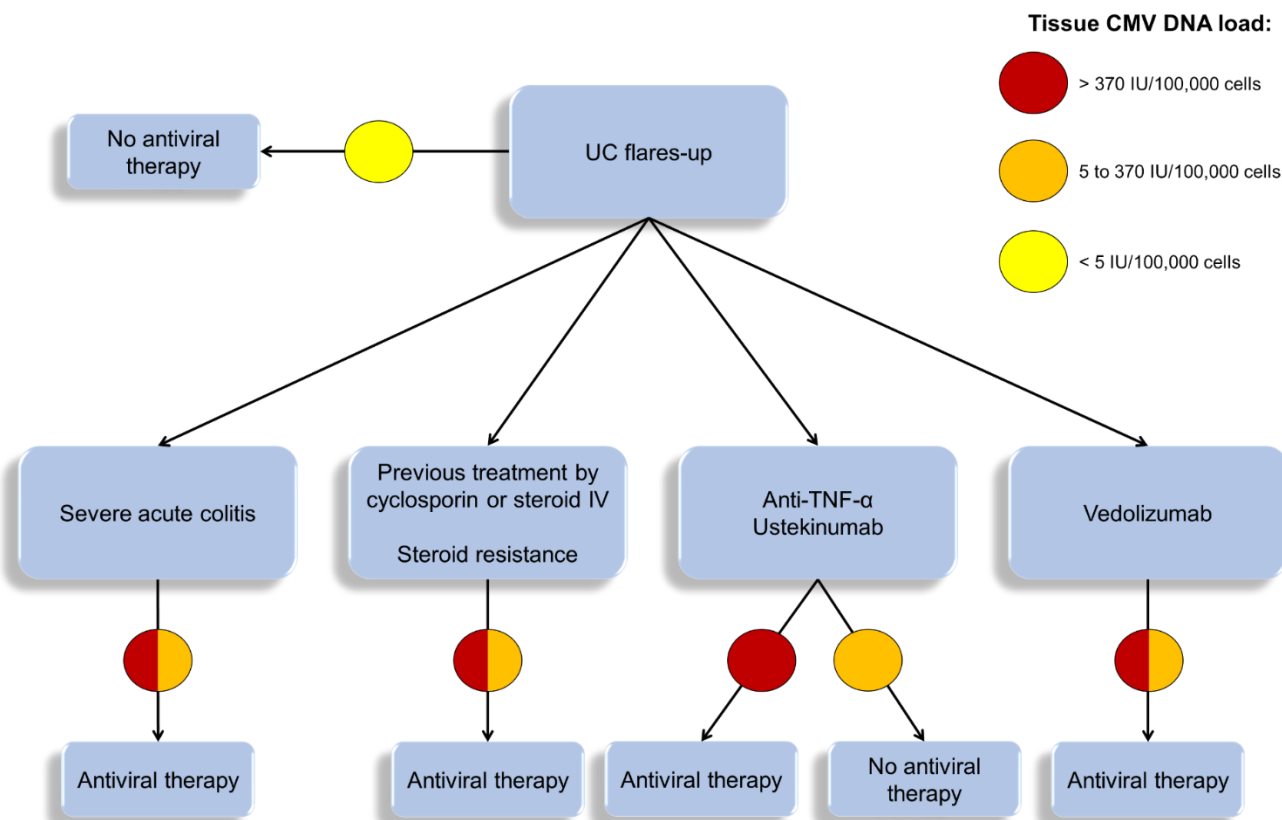 Tissue CMV DNA load:
> 370 IU/100,000 cells
5 to 370 IU/100,000 cells
< 5 IU/100,000 cells
No antiviral
therapy
UC flares-up
Severe acute colitis
Previous treatment by
cyclosporin or steroid IV
Steroid resistance
Anti-TNF-α
Ustekinumab
Vedolizumab
Antiviral therapy
Antiviral therapy
Antiviral therapy
No antiviral
therapy
Antiviral therapy